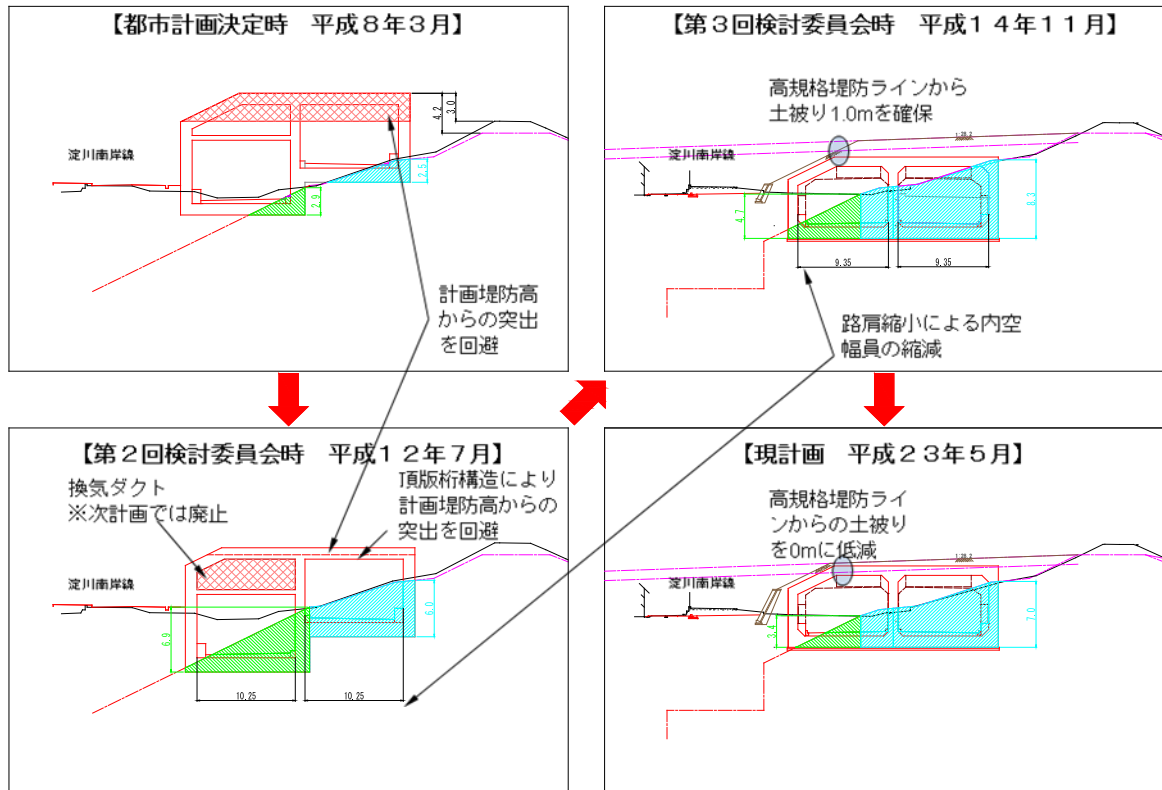 【都市計画決定時　平成８年３月】
4.2
3.0
淀川南岸線
2.5
2.9
計画堤防高
からの突出
を回避
【第２回検討委員会時　平成１２年７月】
換気ダクト
※次計画では廃止
頂版桁構造により
計画堤防高からの
突出を回避
淀川南岸線
6.9
6.0
10.25
10.25
【第３回検討委員会時　平成１４年１１月】
高規格堤防ラインから
土被り1.0mを確保
淀川南岸線
4.7
8.3
9.35
9.35
路肩縮小による内空
幅員の縮減
【現計画　平成２３年５月】
高規格堤防ライ
ンからの土被り
を0mに低減
淀川南岸線
3.4
7.0